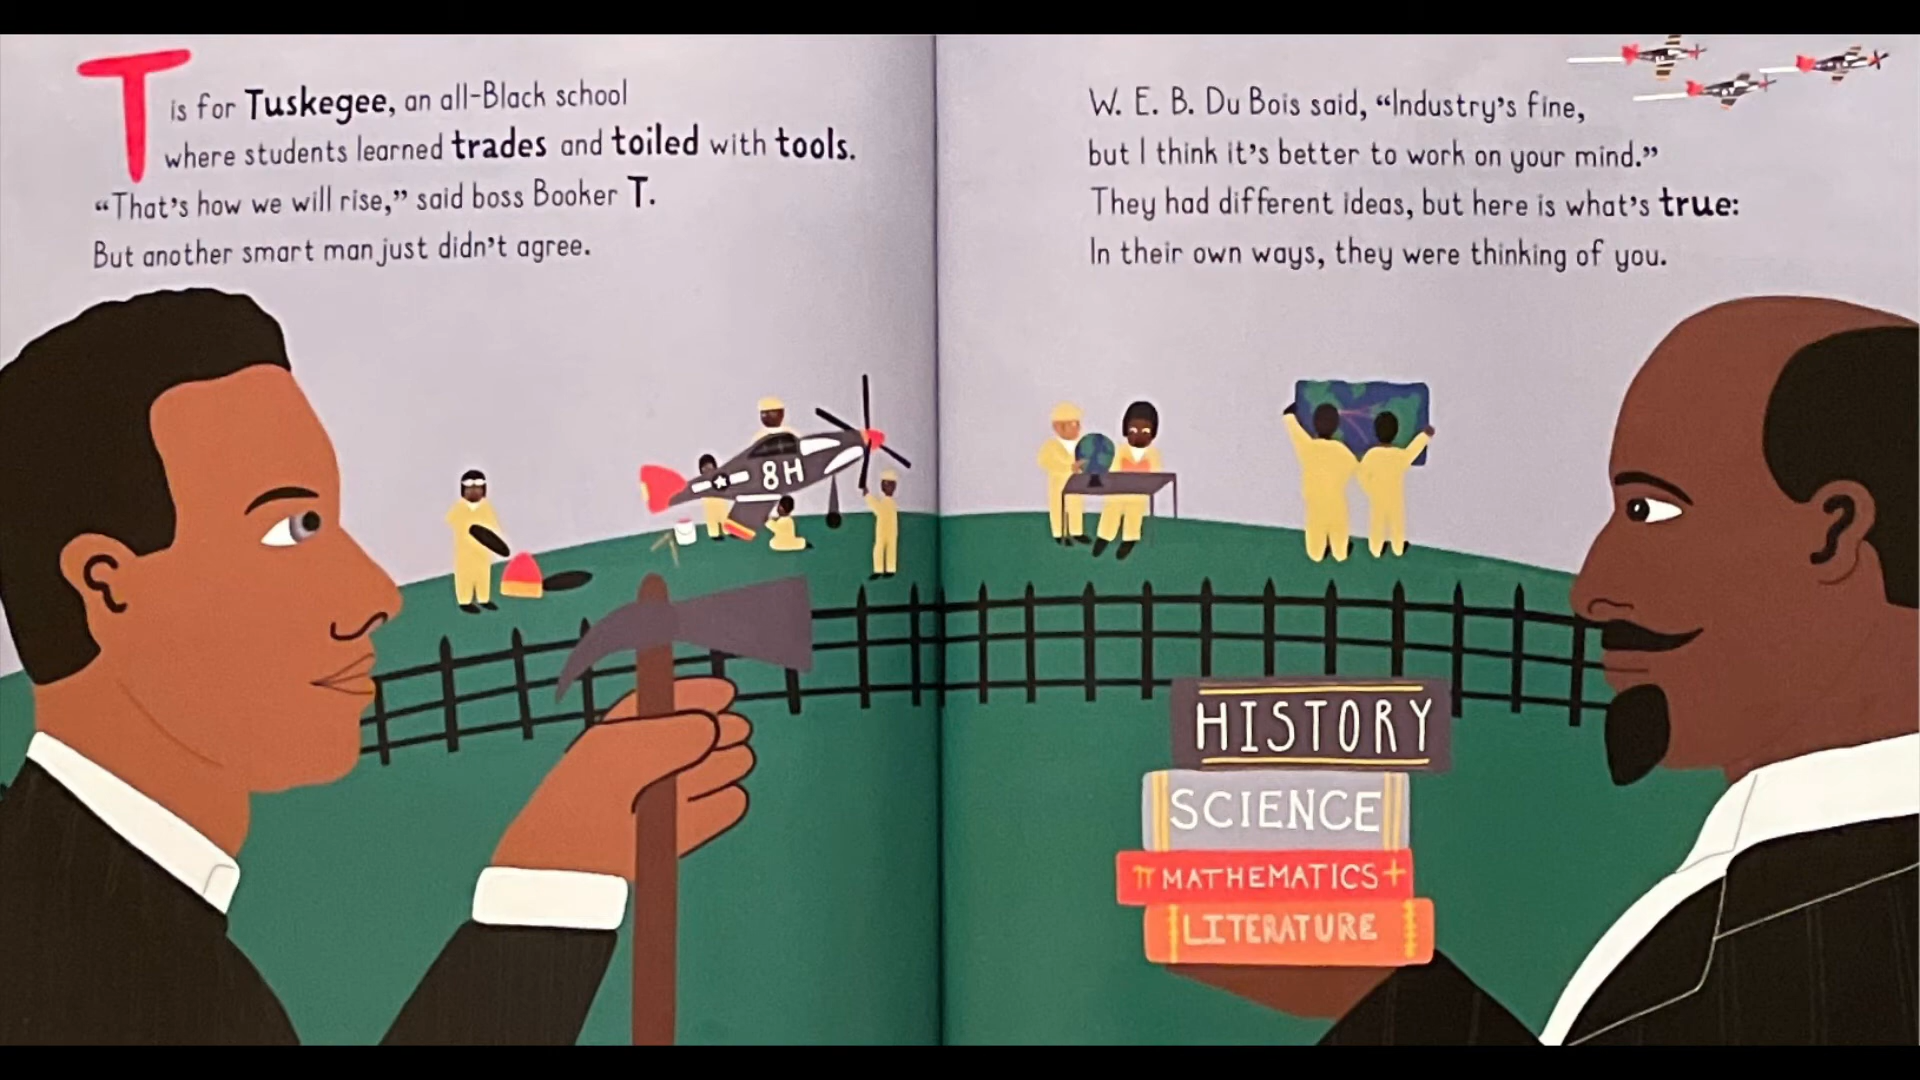 T is for Tuskegee, an all-Black school
where students learned trades and toiled with tools.
“That’s how we will rise,” said boss Booker T.
But another smart man just didn’t agree.
8H
W. E. B. Du Bois said, “Industry’s fine,
but I think it’s better to work on your mind.”
They had different ideas, but here is what’s true:
In their own ways, they were thinking of you.
HISTORY
SCIENCE
π MATHEMATICS +
LITERATURE